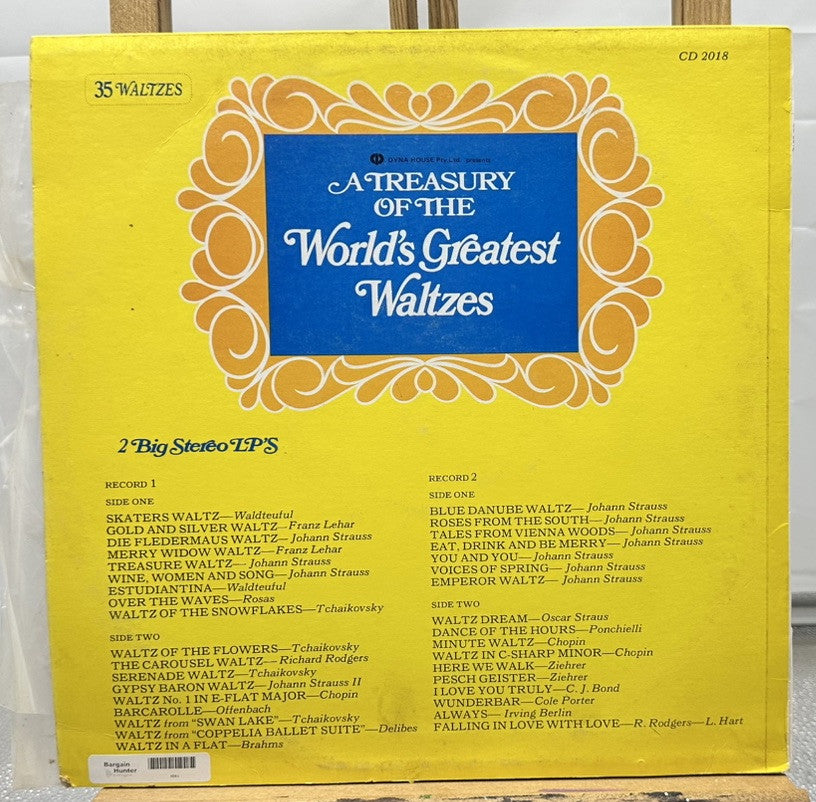 CD 2018
35 WALTZES
DYNA HOUSE Pty. Ltd. presents
A TREASURY
OF THE
World's Greatest
Waltzes
2 Big Stereo LP'S
RECORD 1
SIDE ONE
SKATERS WALTZ—Waldteuful
GOLD AND SILVER WALTZ—Franz Lehar
DIE FLEDERMAUS WALTZ—Johann Strauss
MERRY WIDOW WALTZ—Franz Lehar
TREASURE WALTZ—Johann Strauss
WINE, WOMEN AND SONG—Johann Strauss
ESTUDIANTINA—Waldteuful
OVER THE WAVES—Rosas
WALTZ OF THE SNOWFLAKES—Tchaikovsky
SIDE TWO
WALTZ OF THE FLOWERS—Tchaikovsky
THE CAROUSEL WALTZ—Richard Rodgers
SERENADE WALTZ—Tchaikovsky
GYPSY BARON WALTZ—Johann Strauss II
WALTZ No. 1 IN E-FLAT MAJOR—Chopin
BARCAROLLE—Offenbach
WALTZ from "SWAN LAKE"—Tchaikovsky
WALTZ from "COPPELIA BALLET SUITE"—Delibes
WALTZ IN A FLAT—Brahms
RECORD 2
SIDE ONE
BLUE DANUBE WALTZ—Johann Strauss
ROSES FROM THE SOUTH—Johann Strauss
TALES FROM VIENNA WOODS—Johann Strauss
EAT, DRINK AND BE MERRY—Johann Strauss
YOU AND YOU—Johann Strauss
VOICES OF SPRING—Johann Strauss
EMPEROR WALTZ—Johann Strauss
SIDE TWO
WALTZ DREAM—Oscar Straus
DANCE OF THE HOURS—Ponchielli
MINUTE WALTZ—Chopin
WALTZ IN C-SHARP MINOR—Chopin
HERE WE WALK—Ziehrer
PESCH GEISTER—Ziehrer
I LOVE YOU TRULY—C. J. Bond
WUNDERBAR—Cole Porter
ALWAYS—Irving Berlin
FALLING IN LOVE WITH LOVE—R. Rodgers—L. Hart
Bargain
Hunter